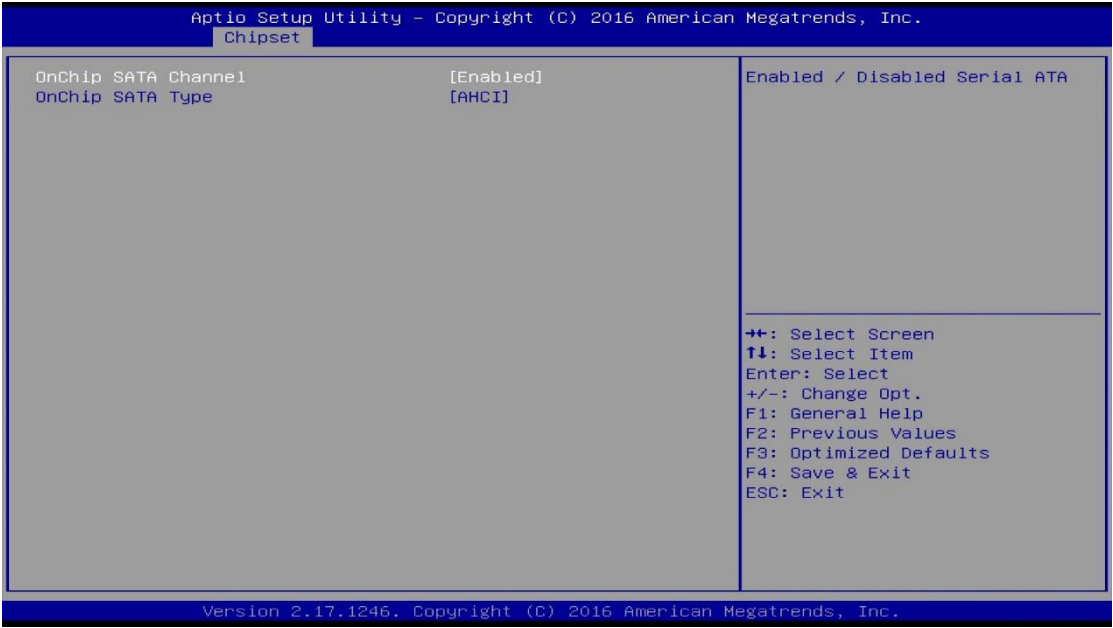 Aptio Setup Utility – Copyright (C) 2016 American Megatrends, Inc.
Chipset
OnChip SATA Channel [Enabled]
OnChip SATA Type [AHCI]
Enabled / Disabled Serial ATA
→←: Select Screen
↑↓: Select Item
Enter: Select
+/-: Change Opt.
F1: General Help
F2: Previous Values
F3: Optimized Defaults
F4: Save & Exit
ESC: Exit
Version 2.17.1246. Copyright (C) 2016 American Megatrends, Inc.